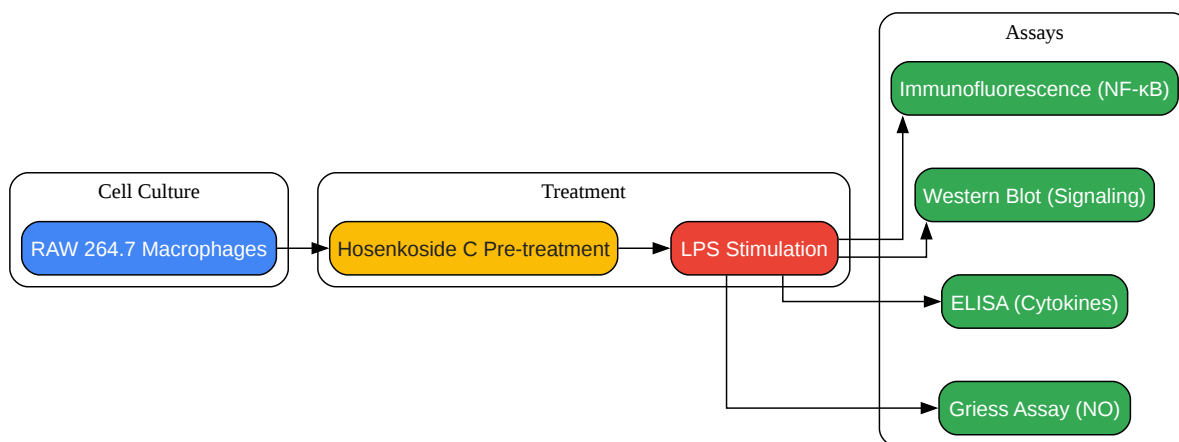 Cell Culture
RAW 264.7 Macrophages
Treatment
Hosenkoside C Pre-treatment
LPS Stimulation
Assays
Immunofluorescence (NF-κB)
Western Blot (Signaling)
ELISA (Cytokines)
Griess Assay (NO)